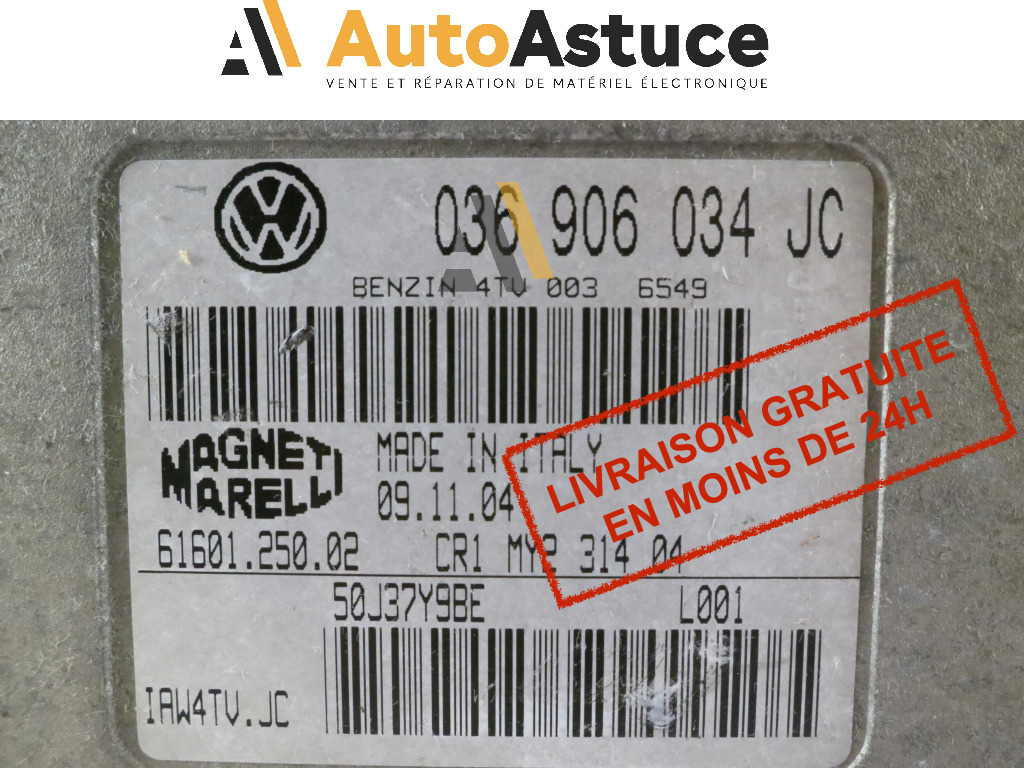 AutoAstuce
VENTE ET RÉPARATION DE MATÉRIEL ÉLECTRONIQUE
036 906 034 JC
BENZIN 4TV 003 6549
MAGNETI
MARELLI
MADE IN ITALY
09.11.04
LIVRAISON GRATUITE
EN MOINS DE 24H
61601.250.02 CR1 MY2 314 04
50J37Y9BE L001
IAW4TV.JC